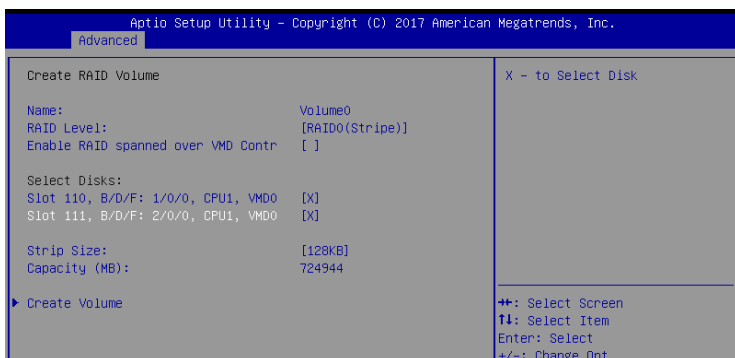 Aptio Setup Utility – Copyright (C) 2017 American Megatrends, Inc.
Advanced
Create RAID Volume
X – to Select Disk
Name: Volume0
RAID Level: [RAID0(Stripe)]
Enable RAID spanned over VMD Contr [ ]
Select Disks:
Slot 110, B/D/F: 1/0/0, CPU1, VMD0 [X]
Slot 111, B/D/F: 2/0/0, CPU1, VMD0 [X]
Strip Size: [128KB]
Capacity (MB): 724944
Create Volume
→←: Select Screen
↑↓: Select Item
Enter: Select
+/-: Change Opt